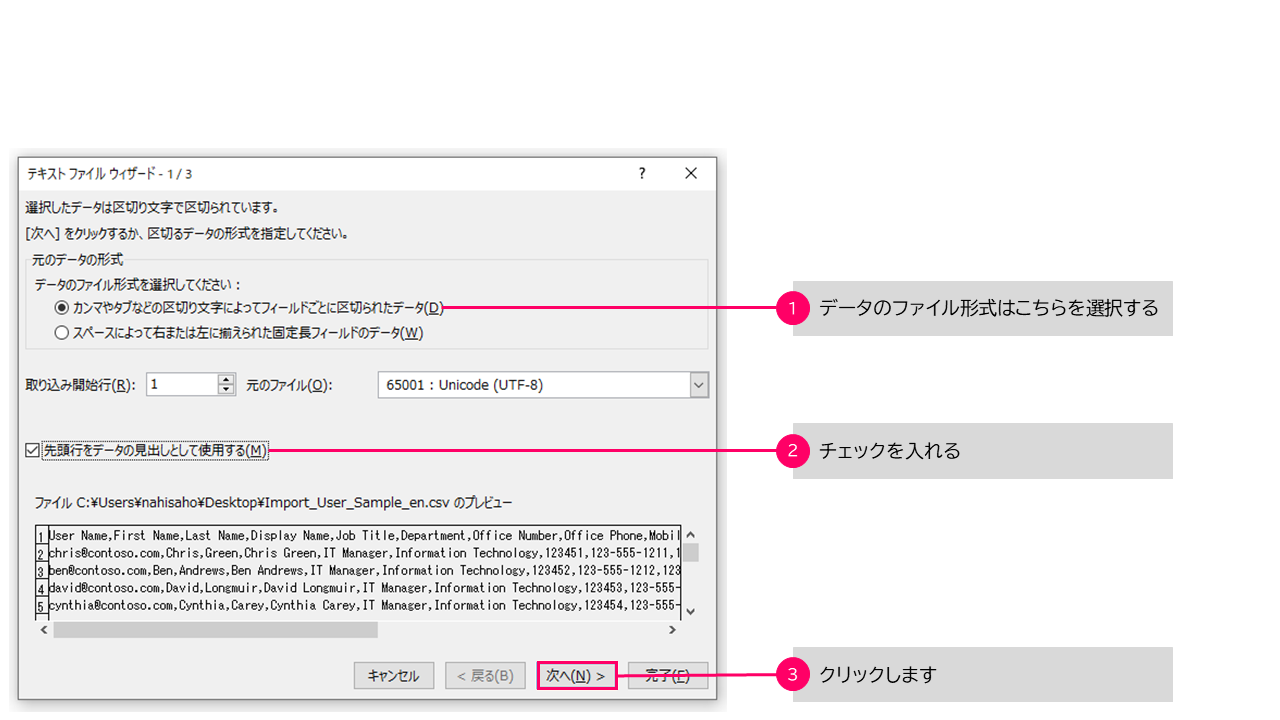 テキスト ファイル ウィザード - 1 / 3
?
選択したデータは区切り文字で区切られています。
[次へ] をクリックするか、区切るデータの形式を指定してください。
元のデータの形式
データのファイル形式を選択してください：
カンマやタブなどの区切り文字によってフィールドごとに区切られたデータ(D)
1 データのファイル形式はこちらを選択する
スペースによって右または左に揃えられた固定長フィールドのデータ(W)
取り込み開始行(R): 1 元のファイル(O): 65001 : Unicode (UTF-8)
先頭行をデータの見出しとして使用する(M)
2 チェックを入れる
ファイル C:¥Users¥nahisaho¥Desktop¥Import_User_Sample_en.csv のプレビュー
1 User Name,First Name,Last Name,Display Name,Job Title,Department,Office Number,Office Phone,Mobil
2 chris@contoso.com,Chris,Green,Chris Green,IT Manager,Information Technology,123451,123-555-1211,1
3 ben@contoso.com,Ben,Andrews,Ben Andrews,IT Manager,Information Technology,123452,123-555-1212,123
4 david@contoso.com,David,Longmuir,David Longmuir,IT Manager,Information Technology,123453,123-555-
5 cynthia@contoso.com,Cynthia,Carey,Cynthia Carey,IT Manager,Information Technology,123454,123-555-
キャンセル < 戻る(B) 次へ(N) > 完了(F)
3 クリックします